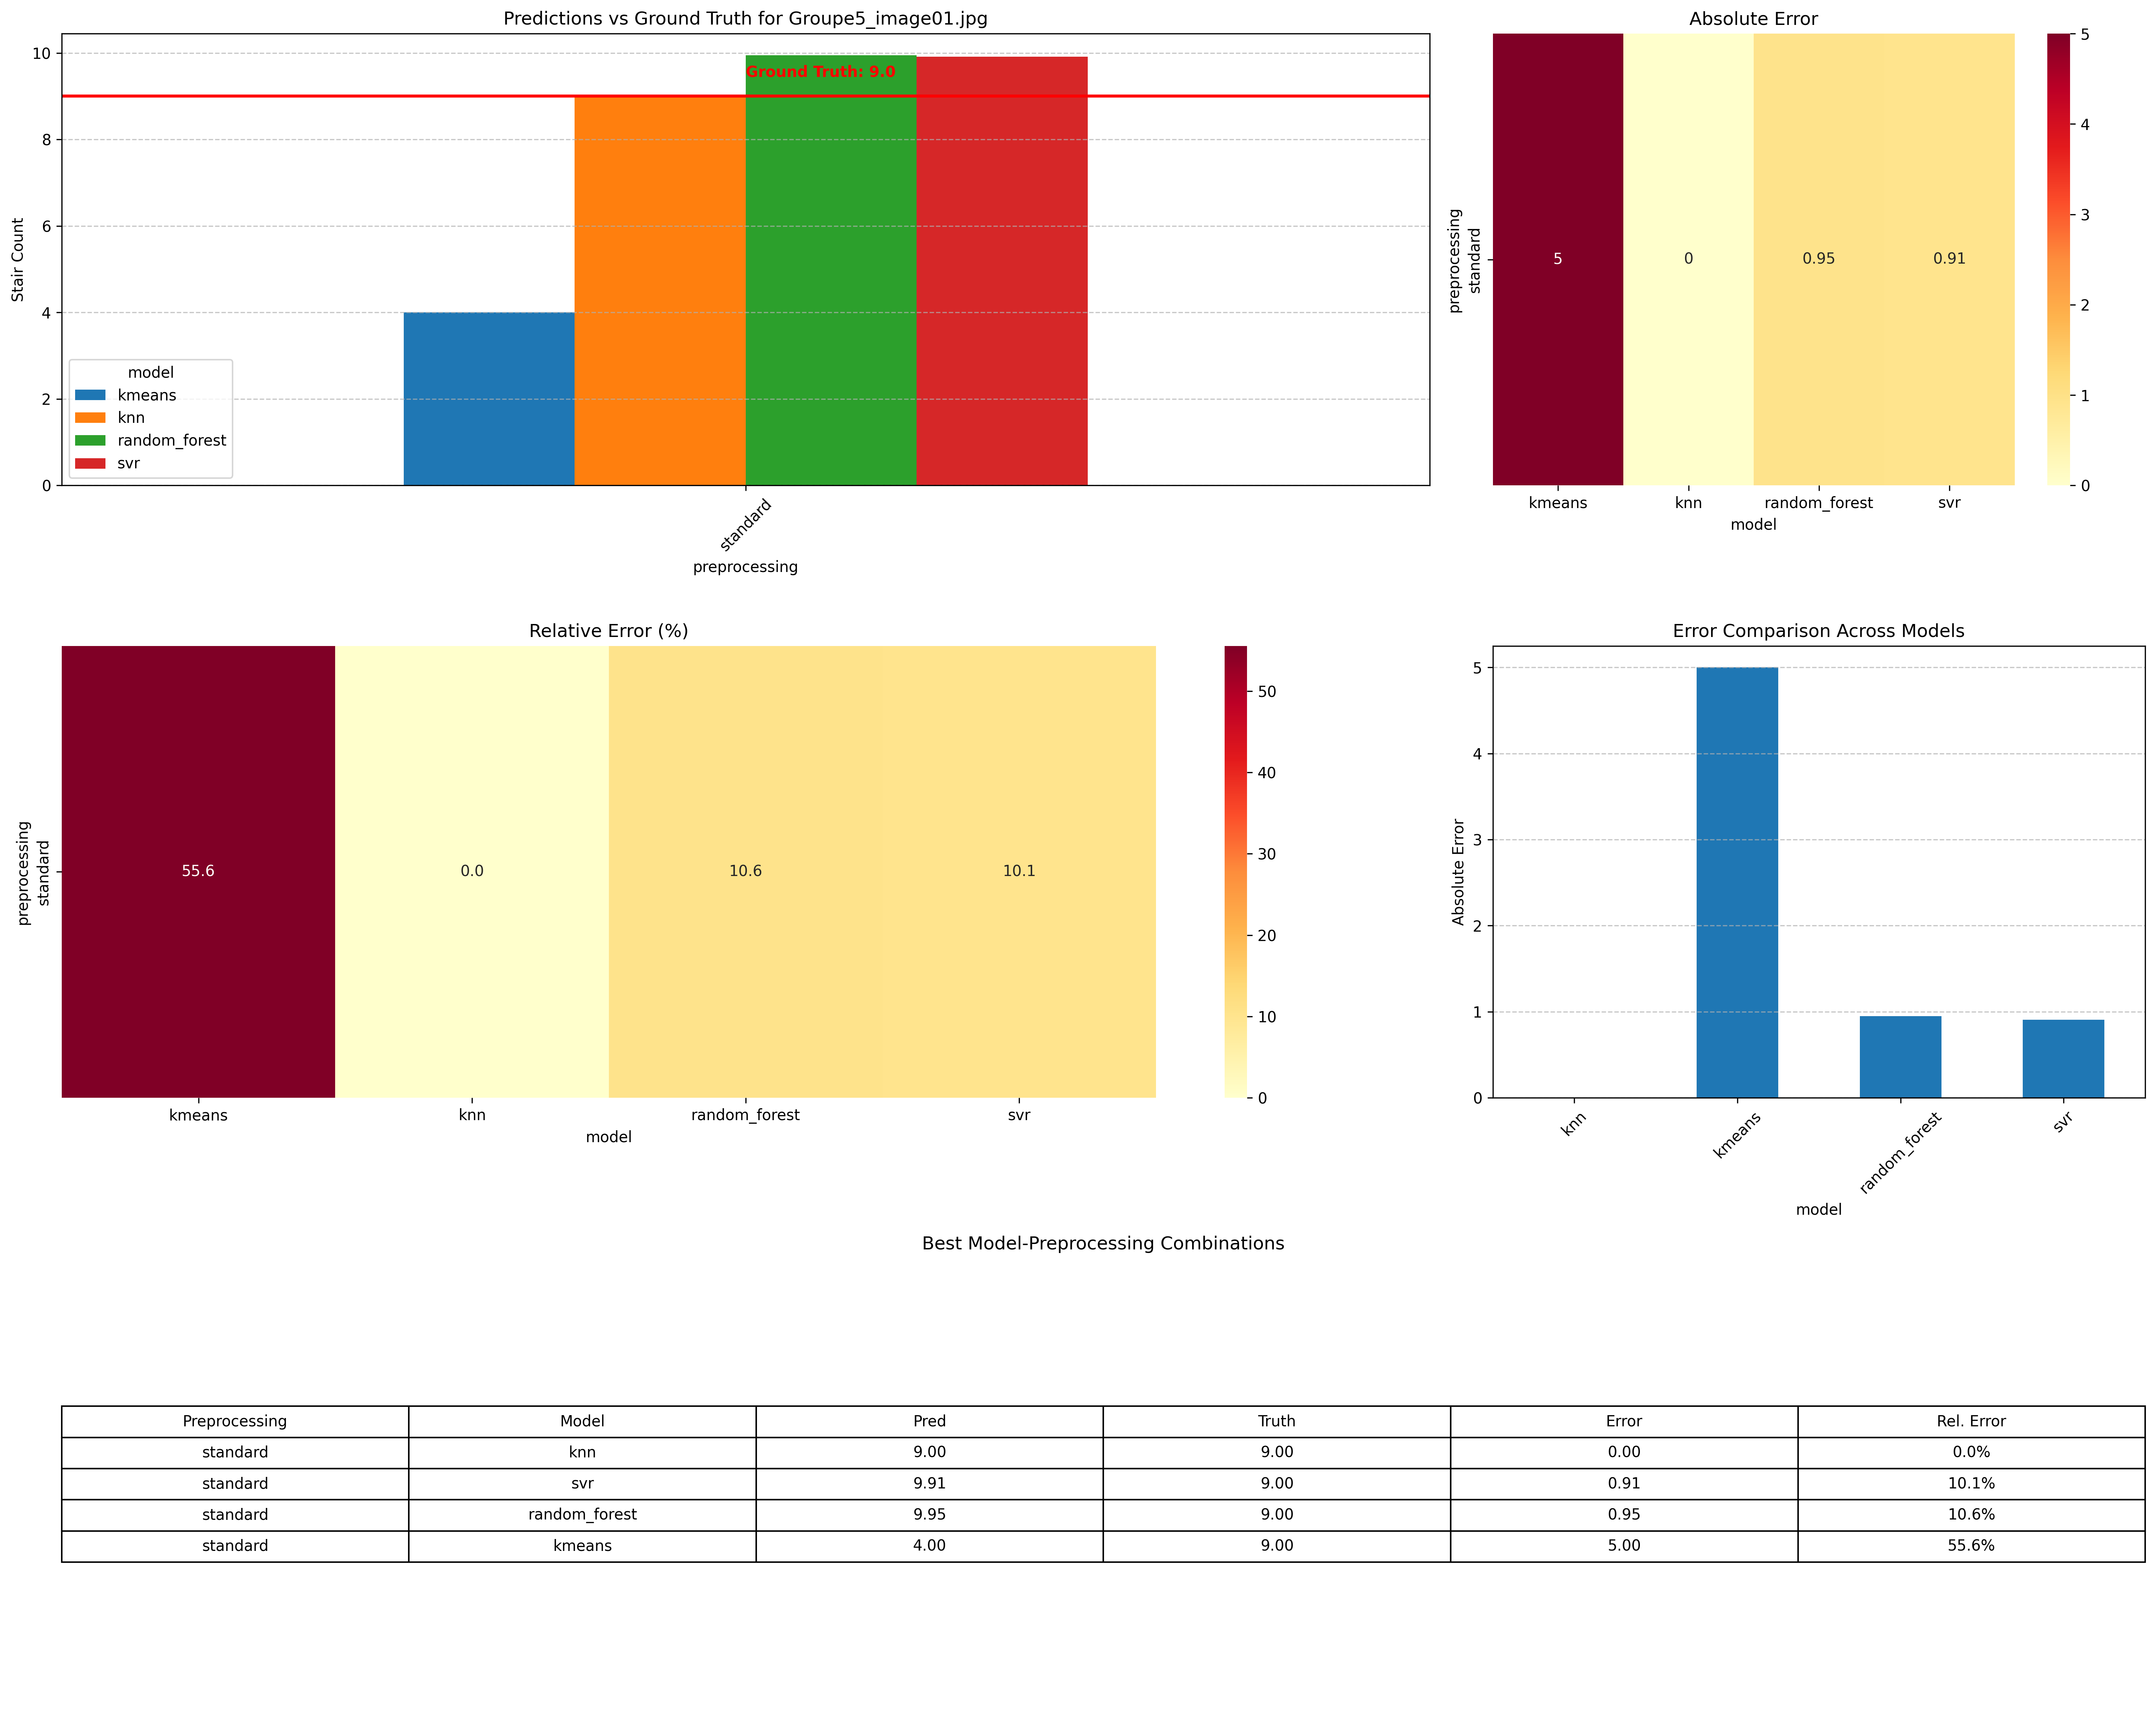 Predictions vs Ground Truth for Groupe5_image01.jpg
10
8
6
4
2
0
Stair Count
Ground Truth: 9.0
model
kmeans
knn
random_forest
svr
standard
preprocessing
Absolute Error
preprocessing
standard
5
0
0.95
0.91
kmeans
knn
random_forest
svr
model
5
4
3
2
1
0
Relative Error (%)
preprocessing
standard
55.6
0.0
10.6
10.1
kmeans
knn
random_forest
svr
model
50
40
30
20
10
0
Error Comparison Across Models
Absolute Error
5
4
3
2
1
0
knn
kmeans
random_forest
svr
model
Best Model-Preprocessing Combinations
Preprocessing Model Pred Truth Error Rel. Error
standard knn 9.00 9.00 0.00 0.0%
standard svr 9.91 9.00 0.91 10.1%
standard random_forest 9.95 9.00 0.95 10.6%
standard kmeans 4.00 9.00 5.00 55.6%